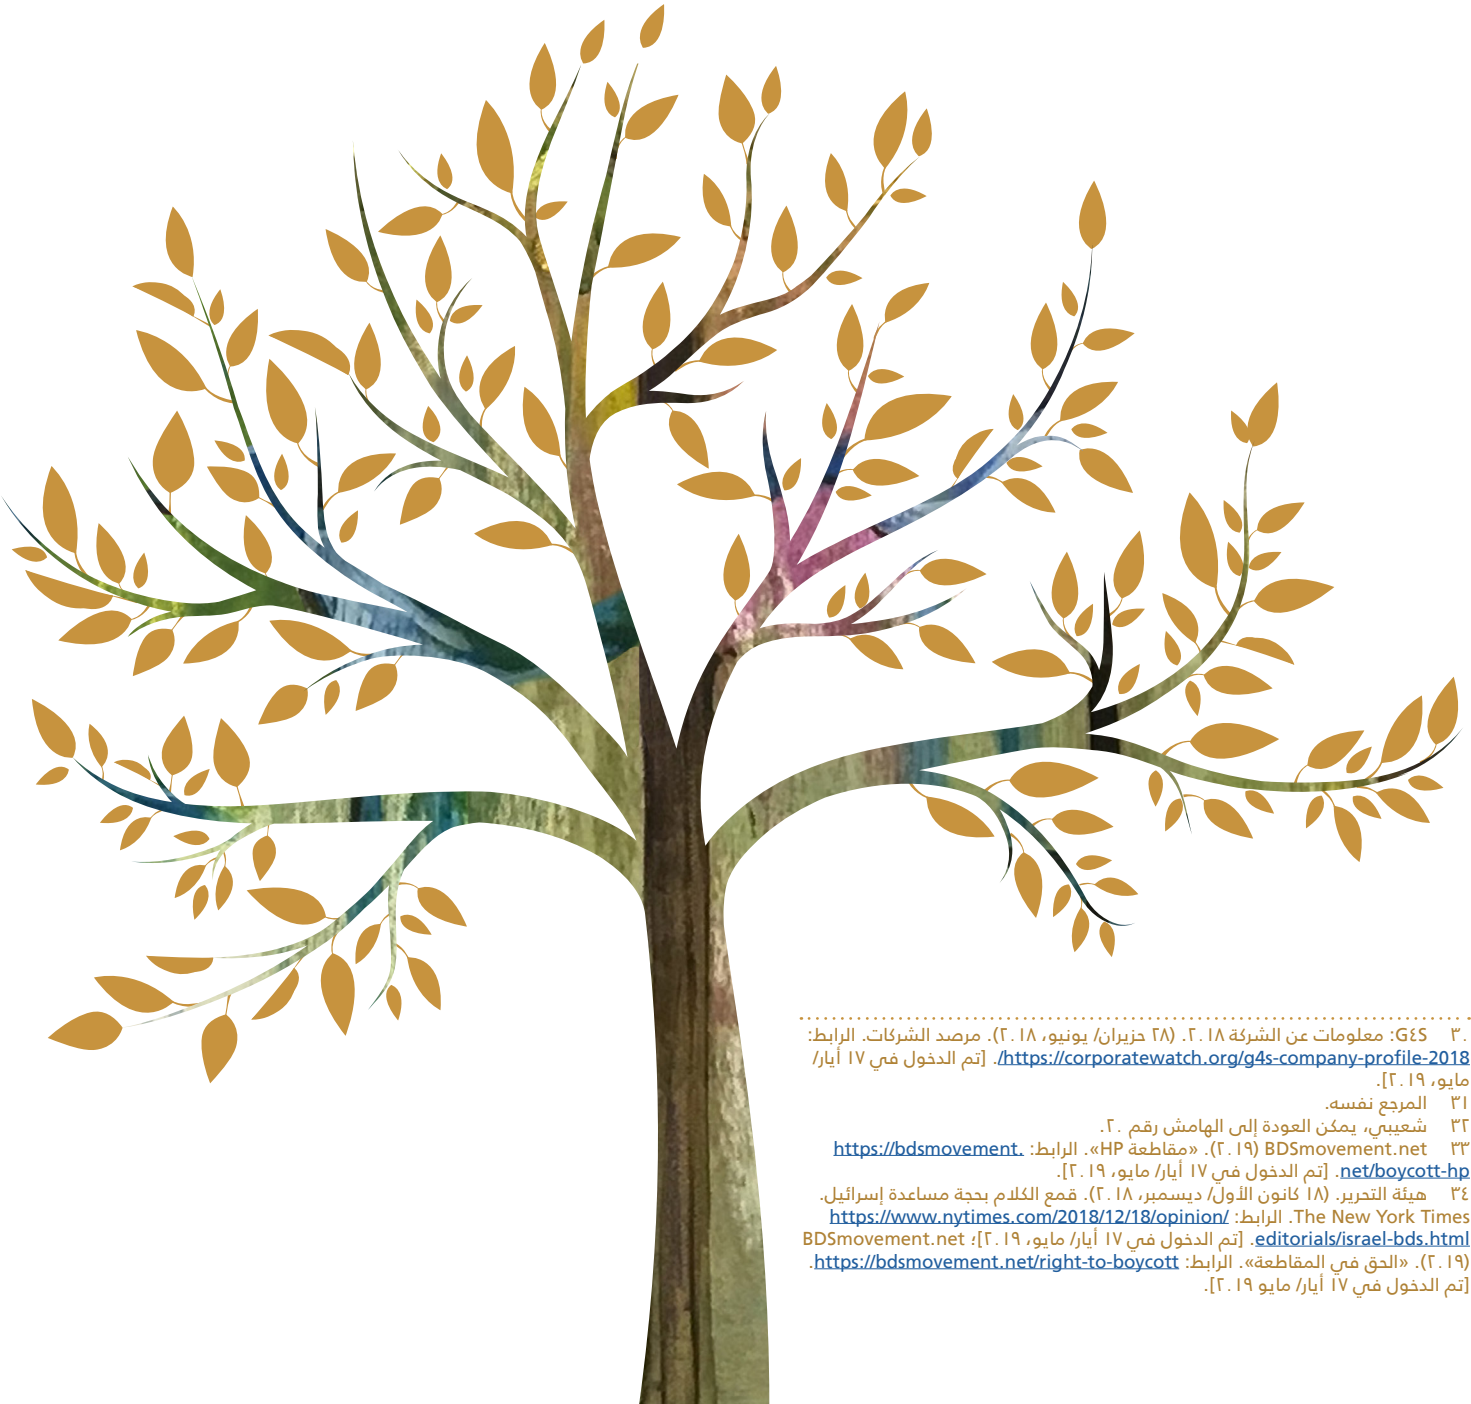 ٣٠ G٤S: معلومات عن الشركة ٢٠١٨. (٢٨ حزيران/ يونيو، ٢٠١٨). مرصد الشركات. الرابط:
https://corporatewatch.org/g4s-company-profile-2018/. [تم الدخول في ١٧ أيار/
مايو، ٢٠١٩].
٣١ المرجع نفسه.
٣٢ شعيبي، يمكن العودة إلى الهامش رقم ٢٠.
٣٣ BDSmovement.net (٢٠١٩). «مقاطعة HP». الرابط: https://bdsmovement.
net/boycott-hp. [تم الدخول في ١٧ أيار/ مايو، ٢٠١٩].
٣٤ هيئة التحرير. (١٨ كانون الأول/ ديسمبر، ٢٠١٨). قمع الكلام بحجة مساعدة إسرائيل.
The New York Times. الرابط: https://www.nytimes.com/2018/12/18/opinion/
editorials/israel-bds.html. [تم الدخول في ١٧ أيار/ مايو، ٢٠١٩]؛ BDSmovement.net
(٢٠١٩). «الحق في المقاطعة». الرابط: https://bdsmovement.net/right-to-boycott.
[تم الدخول في ١٧ أيار/ مايو ٢٠١٩].